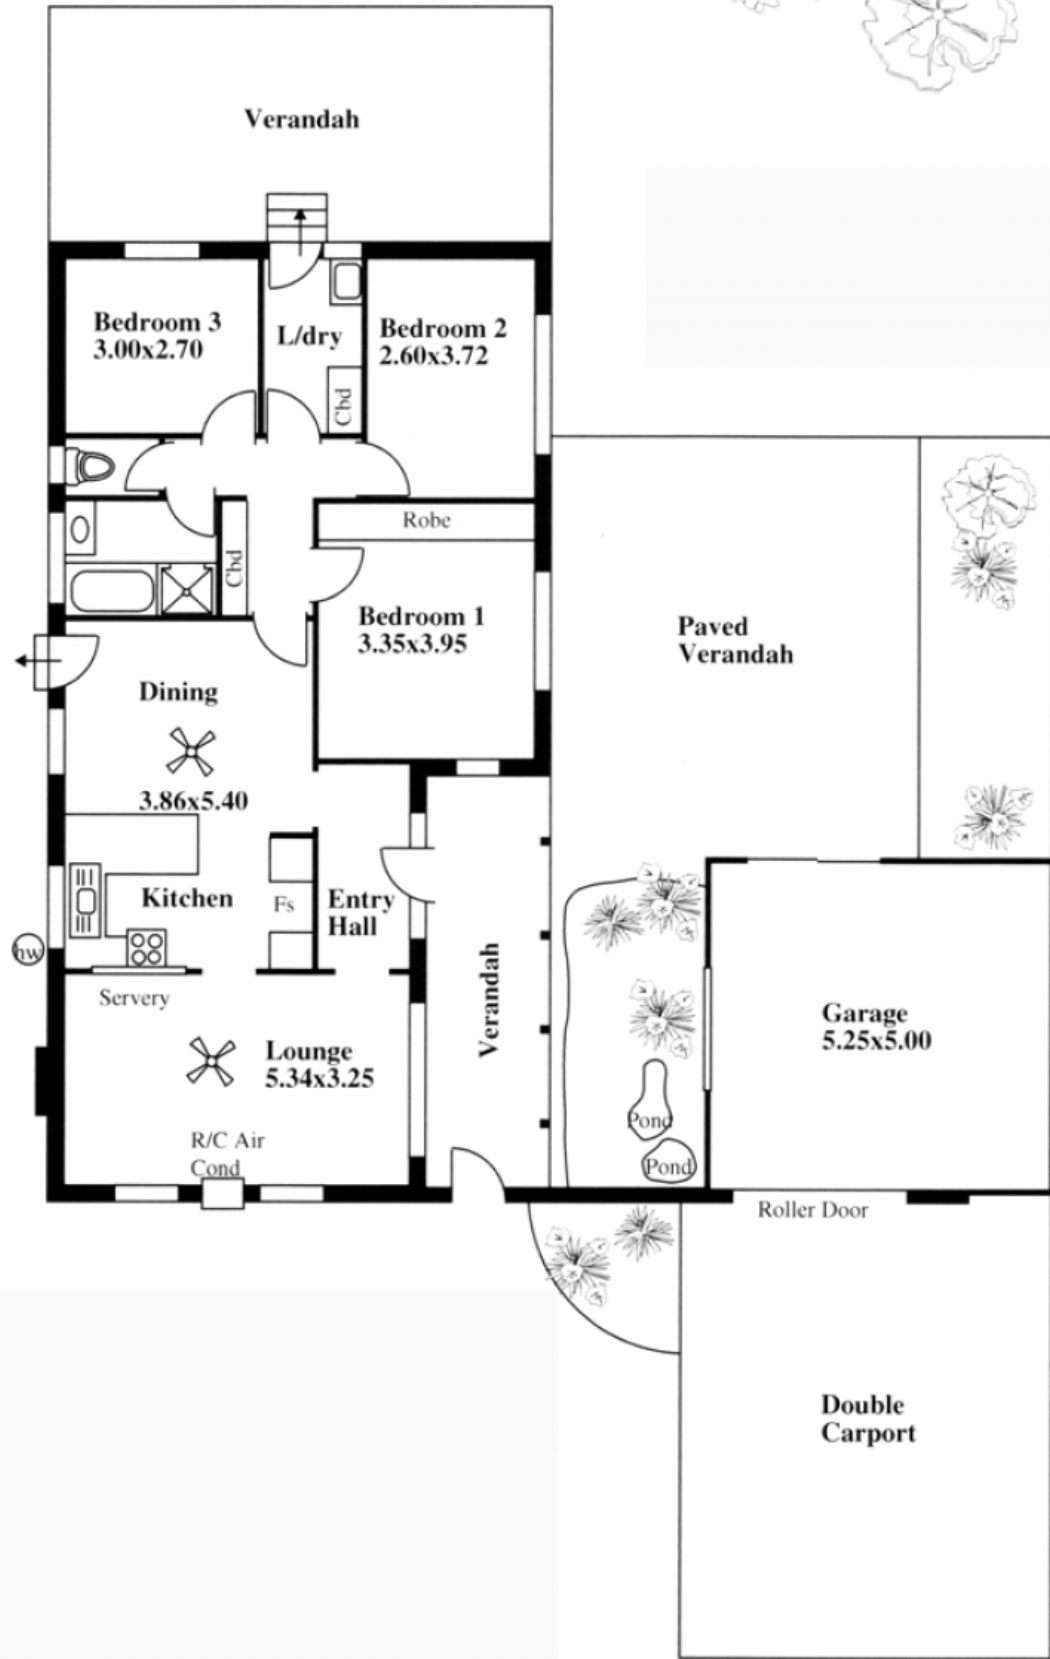 Verandah
Bedroom 3
3.00x2.70
L/dry
Bedroom 2
2.60x3.72
Cbd
Robe
Cbd
Bedroom 1
3.35x3.95
Paved
Verandah
Dining
3.86x5.40
Kitchen
Fs
Entry
Hall
hw
Servery
Verandah
Lounge
5.34x3.25
Garage
5.25x5.00
R/C Air
Cond
Pond
Pond
Roller Door
Double
Carport